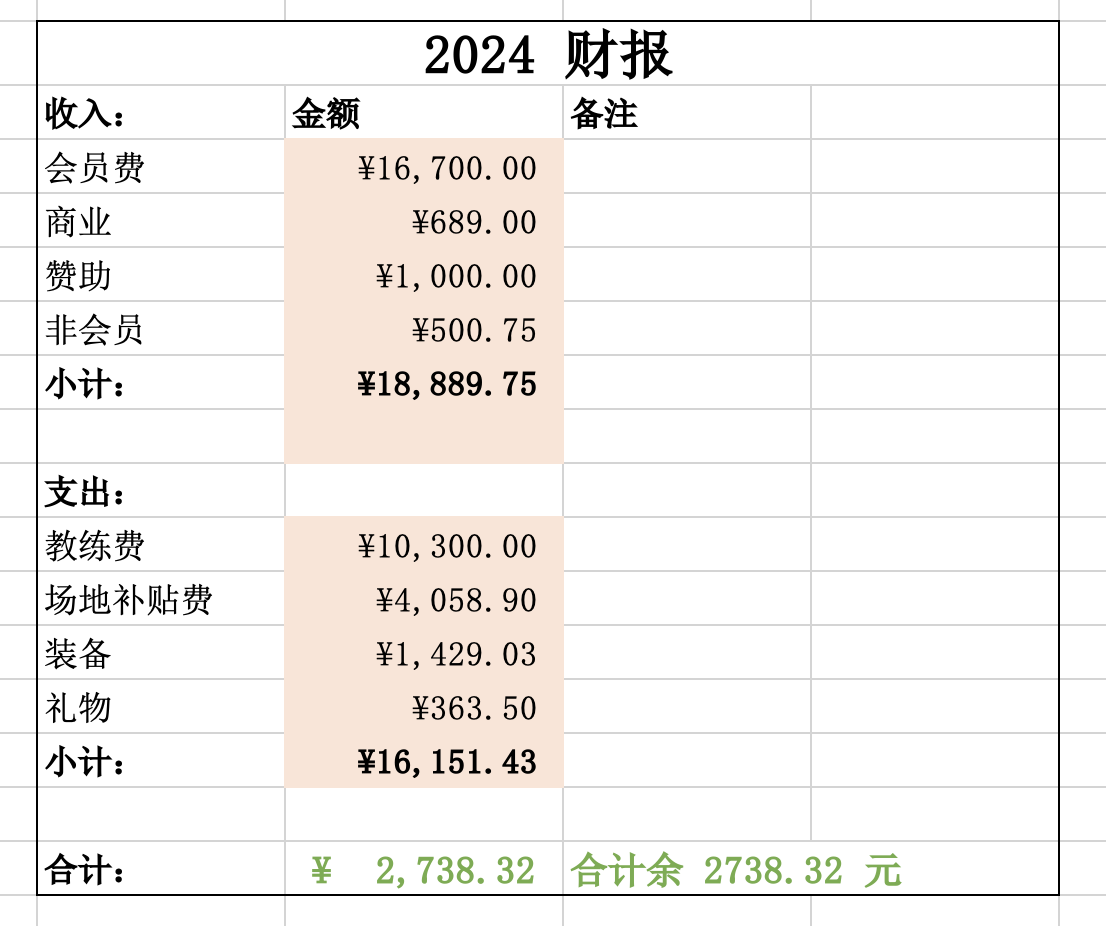 2024 财报
收入： 金额 备注
会员费 ¥16,700.00
商业 ¥689.00
赞助 ¥1,000.00
非会员 ¥500.75
小计： ¥18,889.75
支出：
教练费 ¥10,300.00
场地补贴费 ¥4,058.90
装备 ¥1,429.03
礼物 ¥363.50
小计： ¥16,151.43
合计： ¥ 2,738.32 合计余 2738.32 元